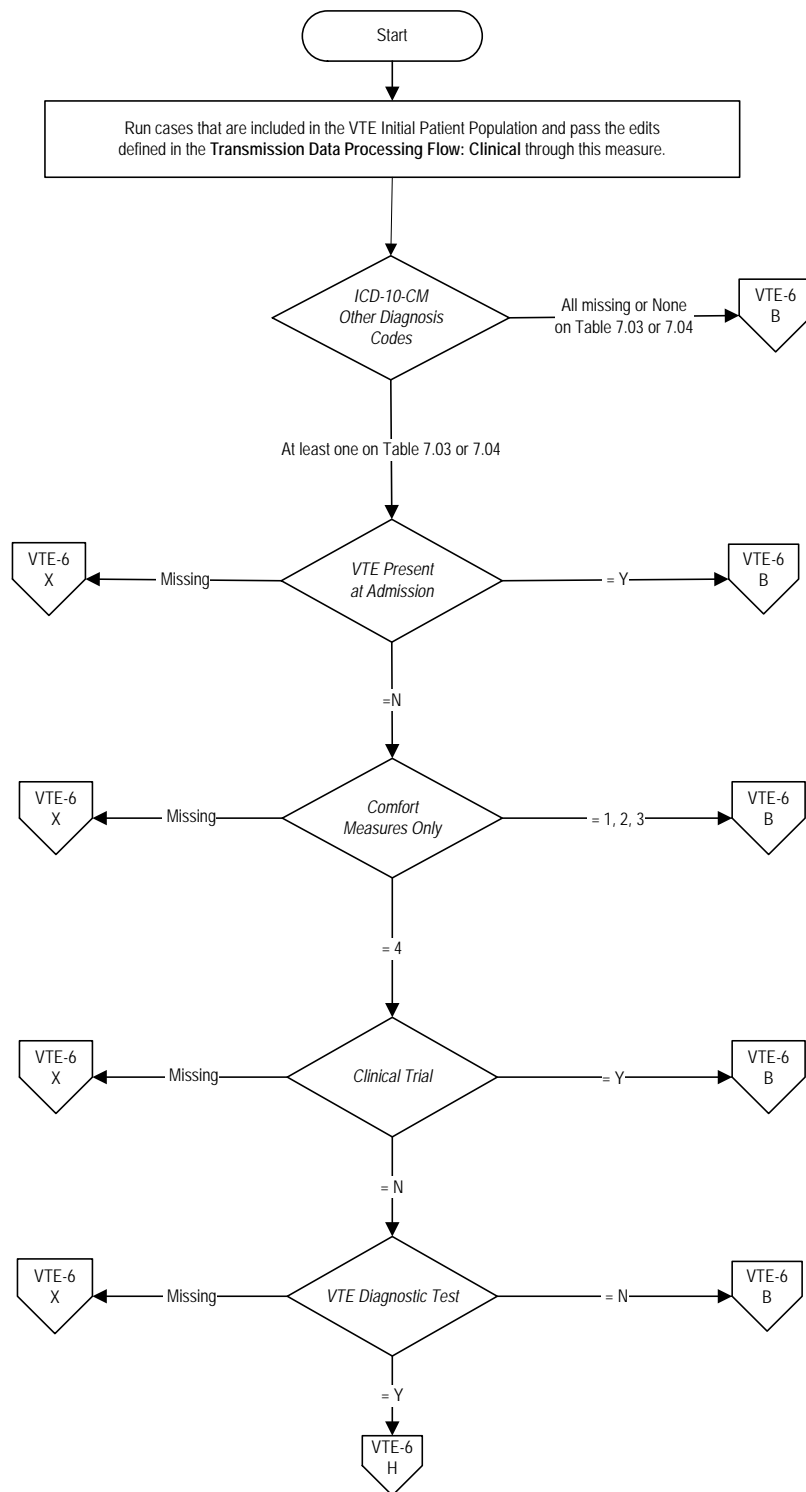 Start
Run cases that are included in the VTE Initial Patient Population and pass the edits
defined in the Transmission Data Processing Flow: Clinical through this measure.
ICD-10-CM
Other Diagnosis
Codes
All missing or None
on Table 7.03 or 7.04
VTE-6
B
At least one on Table 7.03 or 7.04
VTE-6
X
Missing
VTE Present
at Admission
= Y
VTE-6
B
=N
VTE-6
X
Missing
Comfort
Measures Only
= 1, 2, 3
VTE-6
B
= 4
VTE-6
X
Missing
Clinical Trial
= Y
VTE-6
B
= N
VTE-6
X
Missing
VTE Diagnostic Test
= N
VTE-6
B
= Y
VTE-6
H